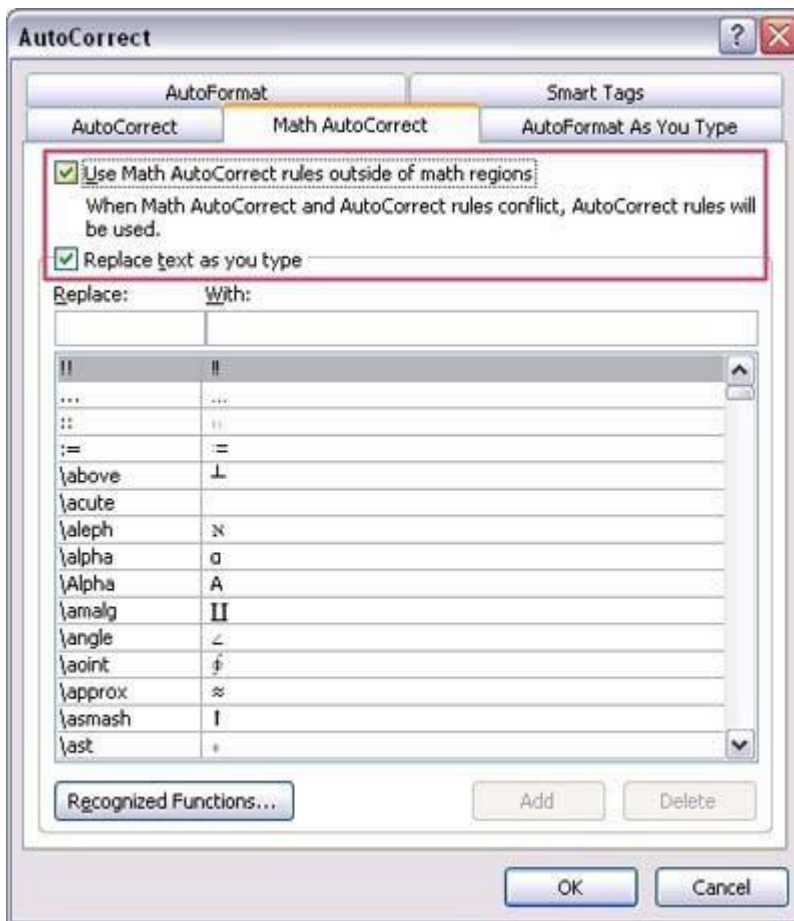 AutoCorrect
AutoFormat Smart Tags
AutoCorrect Math AutoCorrect AutoFormat As You Type
Use Math AutoCorrect rules outside of math regions
When Math AutoCorrect and AutoCorrect rules conflict, AutoCorrect rules will
be used.
Replace text as you type
Replace: With:
!! ‼
... …
:: ∷
:= ≔
\above ┴
\acute
\aleph ℵ
\alpha α
\Alpha Α
\amalg ∐
\angle ∠
\aoint ∳
\approx ≈
\asmash ⬆
\ast ∗
Recognized Functions... Add Delete
OK Cancel